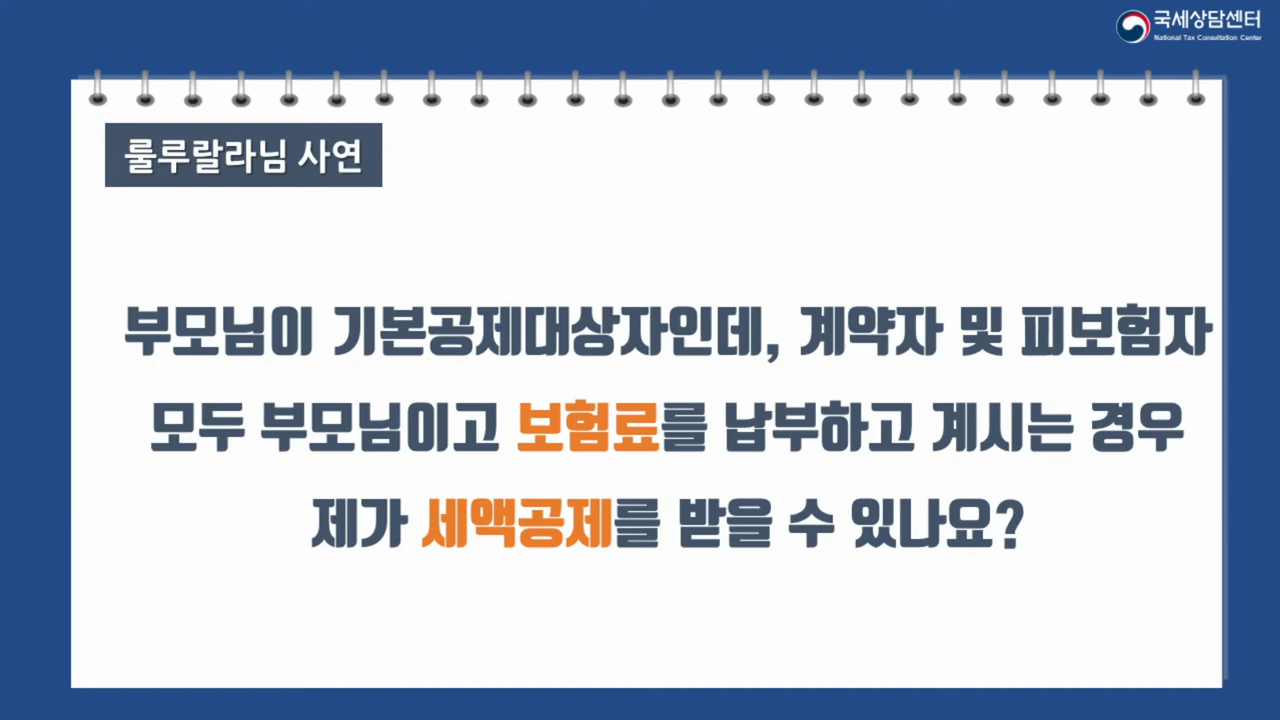 국세상담센터
National Tax Consultation Center
룰루랄라님 사연
부모님이 기본공제대상자인데, 계약자 및 피보험자
모두 부모님이고 보험료를 납부하고 계시는 경우
제가 세액공제를 받을 수 있나요?